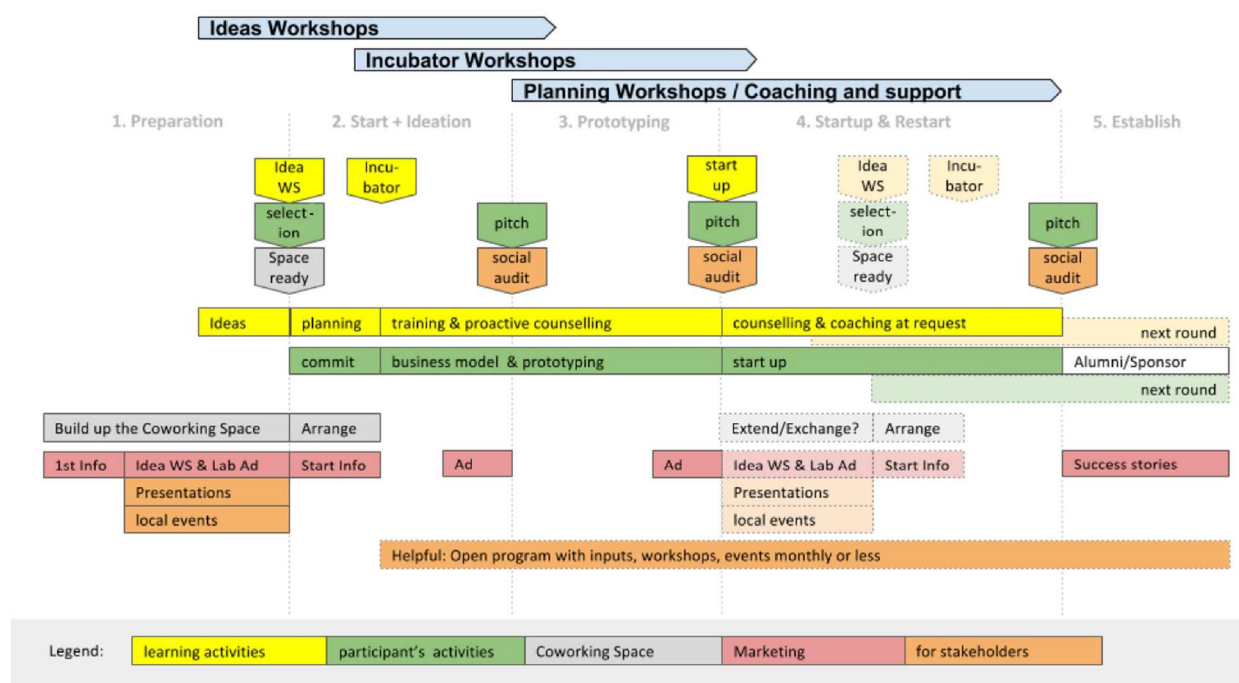 Ideas Workshops
Incubator Workshops
Planning Workshops / Coaching and support
1. Preparation
2. Start + Ideation
3. Prototyping
4. Startup & Restart
5. Establish
Idea
WS
Incu-
bator
start
up
Idea
WS
Incu-
bator
select-
ion
pitch
pitch
select-
ion
pitch
Space
ready
social
audit
social
audit
Space
ready
social
audit
Ideas
planning
training & proactive counselling
counselling & coaching at request
next round
commit
business model & prototyping
start up
Alumni/Sponsor
next round
Build up the Coworking Space
Arrange
Extend/Exchange?
Arrange
1st Info
Idea WS & Lab Ad
Start Info
Ad
Ad
Idea WS & Lab Ad
Start Info
Success stories
Presentations
Presentations
local events
local events
Helpful: Open program with inputs, workshops, events monthly or less
Legend:
learning activities
participant's activities
Coworking Space
Marketing
for stakeholders